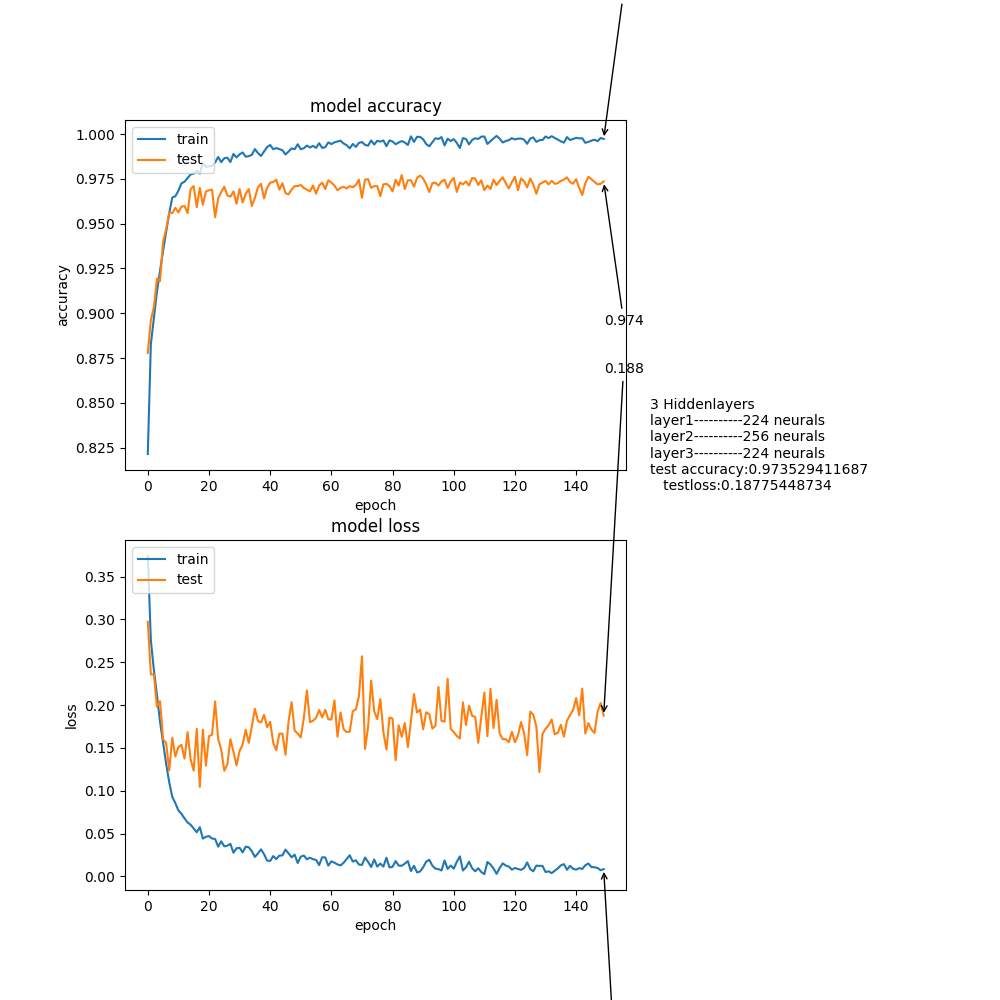 model accuracy
train
test
1.000
0.975
0.950
0.925
0.900
0.875
0.850
0.825
accuracy
0 20 40 60 80 100 120 140
epoch
0.974
0.188
3 Hiddenlayers
layer1----------224 neurals
layer2----------256 neurals
layer3----------224 neurals
test accuracy:0.973529411687
testloss:0.18775448734
model loss
train
test
0.35
0.30
0.25
0.20
0.15
0.10
0.05
0.00
loss
0 20 40 60 80 100 120 140
epoch